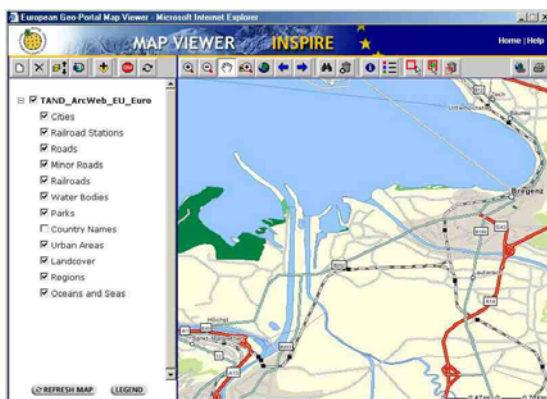 European Geo-Portal Map Viewer - Microsoft Internet Explorer
MAP VIEWER INSPIRE
Home | Help
TAND_ArcWeb_EU_Euro
Cities
Railroad Stations
Roads
Minor Roads
Railroads
Water Bodies
Parks
Country Names
Urban Areas
Landcover
Regions
Oceans and Seas
REFRESH MAP
LEGEND
Bregenz
Höchst